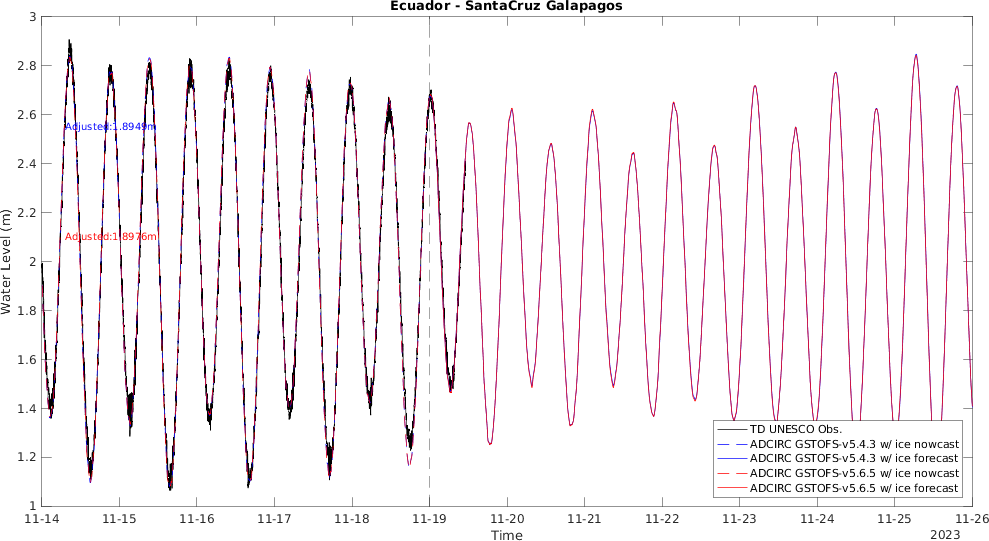 Ecuador - SantaCruz Galapagos
3
2.8
2.6
2.4
2.2
2
1.8
1.6
1.4
1.2
1
Water Level (m)
Adjusted:1.8949m
Adjusted:1.8976m
TD UNESCO Obs.
ADCIRC GSTOFS-v5.4.3 w/ ice nowcast
ADCIRC GSTOFS-v5.4.3 w/ ice forecast
ADCIRC GSTOFS-v5.6.5 w/ ice nowcast
ADCIRC GSTOFS-v5.6.5 w/ ice forecast
11-14 11-15 11-16 11-17 11-18 11-19 11-20 11-21 11-22 11-23 11-24 11-25 11-26
Time
2023